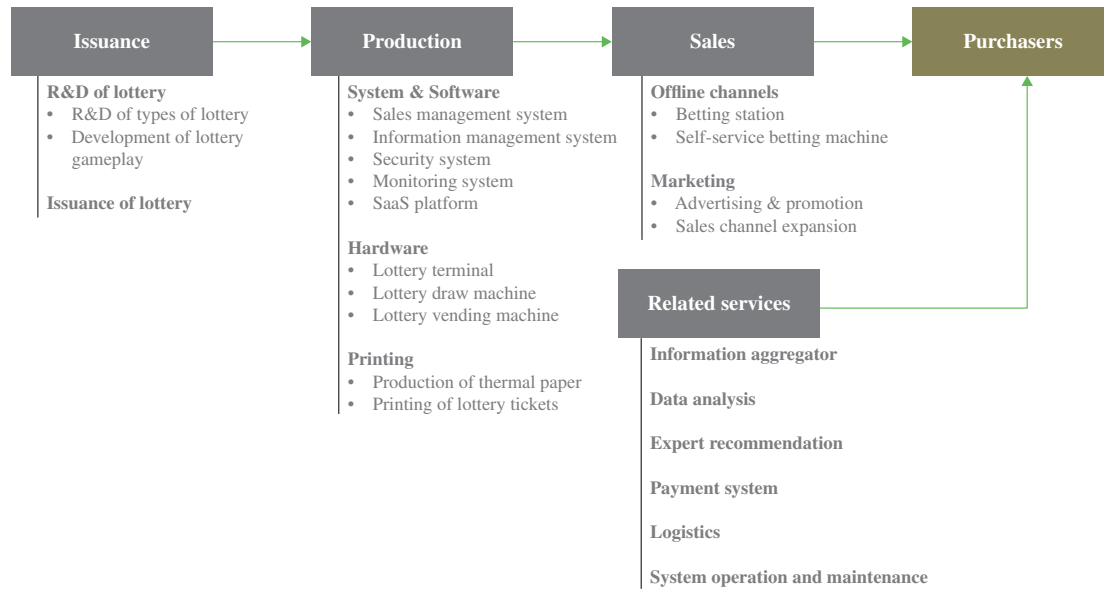 Issuance
R&D of lottery
• R&D of types of lottery
• Development of lottery
gameplay
Issuance of lottery
Production
System & Software
• Sales management system
• Information management system
• Security system
• Monitoring system
• SaaS platform
Hardware
• Lottery terminal
• Lottery draw machine
• Lottery vending machine
Printing
• Production of thermal paper
• Printing of lottery tickets
Sales
Offline channels
• Betting station
• Self-service betting machine
Marketing
• Advertising & promotion
• Sales channel expansion
Related services
Information aggregator
Data analysis
Expert recommendation
Payment system
Logistics
System operation and maintenance
Purchasers